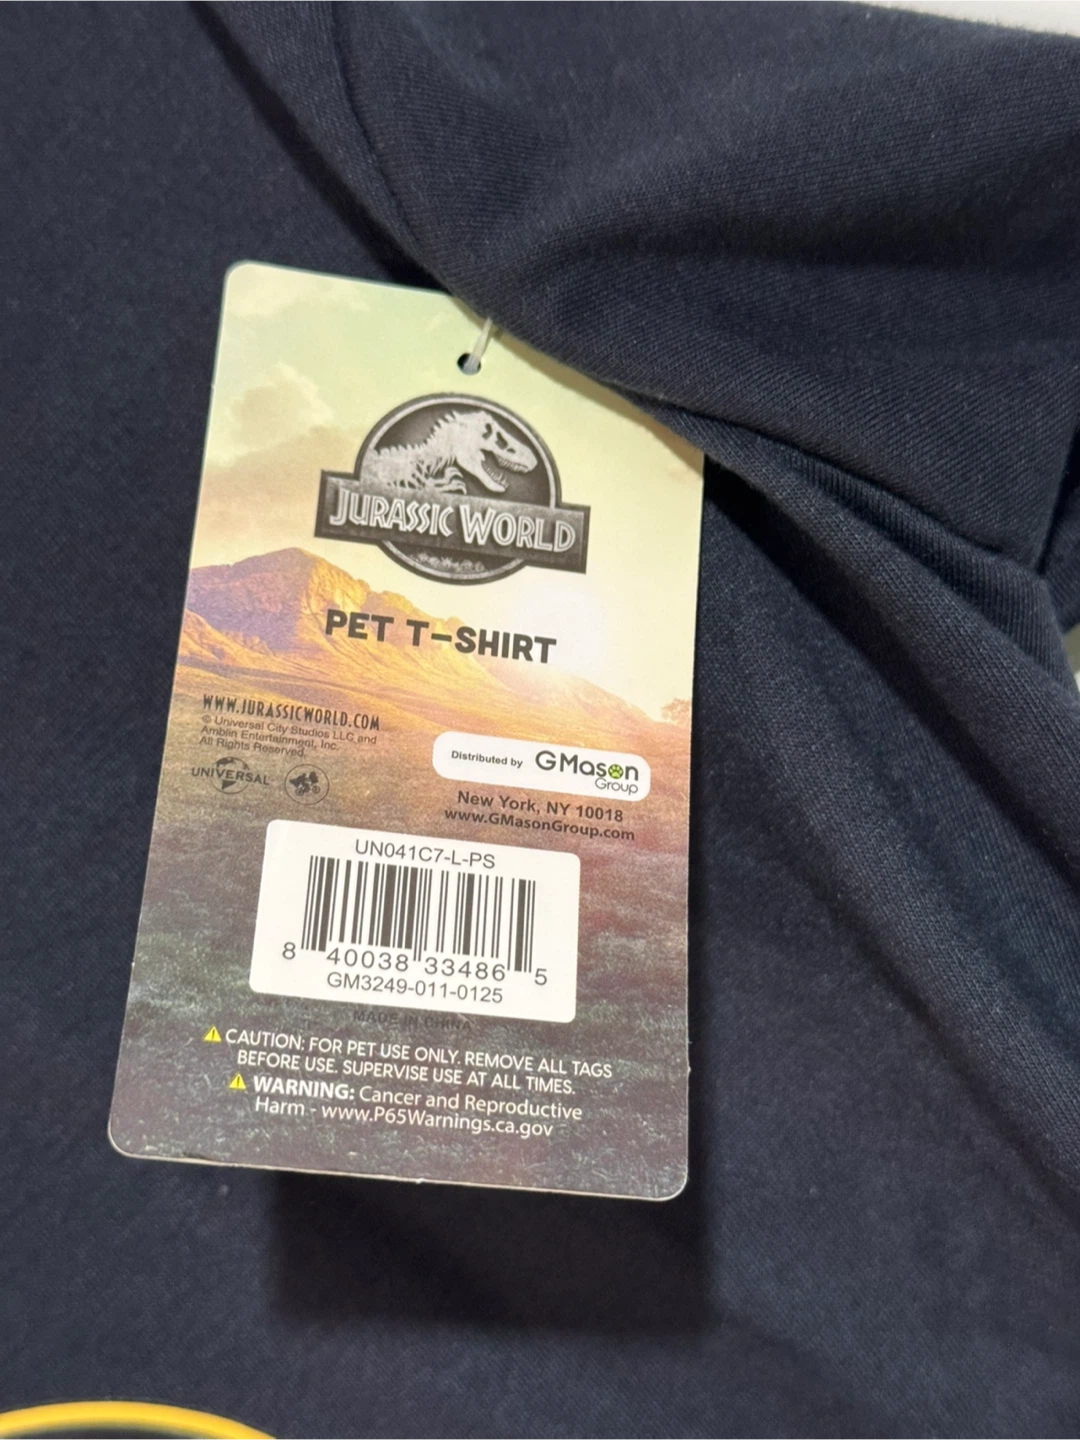 JURASSIC WORLD
PET T-SHIRT
WWW.JURASSICWORLD.COM
© Universal City Studios LLC and
Amblin Entertainment, Inc.
All Rights Reserved.
UNIVERSAL
Distributed by GMason
Group
New York, NY 10018
www.GMasonGroup.com
UN041C7-L-PS
8 40038 33486 5
GM3249-011-0125
MADE IN CHINA
CAUTION: FOR PET USE ONLY. REMOVE ALL TAGS
BEFORE USE. SUPERVISE USE AT ALL TIMES.
WARNING: Cancer and Reproductive
Harm - www.P65Warnings.ca.gov